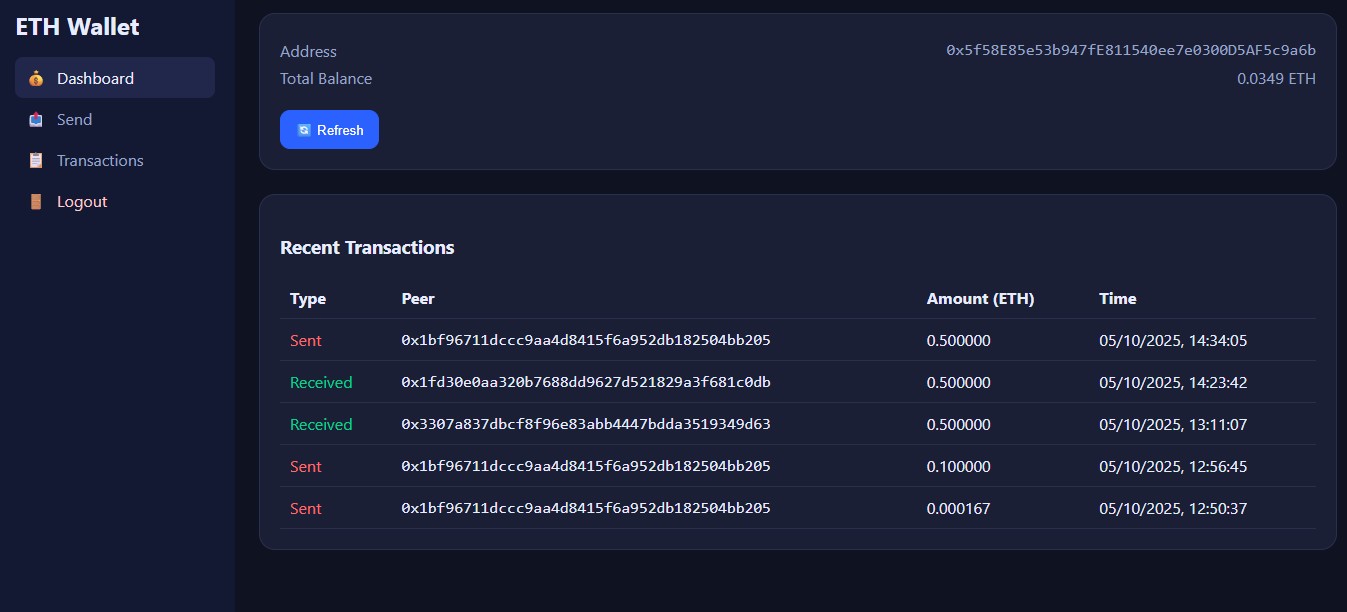 ETH Wallet
Dashboard
Send
Transactions
Logout
Address 0x5f58E85e53b947fE811540ee7e0300D5AF5c9a6b
Total Balance 0.0349 ETH
Refresh
Recent Transactions
Type Peer Amount (ETH) Time
Sent 0x1bf96711dccc9aa4d8415f6a952db182504bb205 0.500000 05/10/2025, 14:34:05
Received 0x1fd30e0aa320b7688dd9627d521829a3f681c0db 0.500000 05/10/2025, 14:23:42
Received 0x3307a837dbcf8f96e83abb4447bdda3519349d63 0.500000 05/10/2025, 13:11:07
Sent 0x1bf96711dccc9aa4d8415f6a952db182504bb205 0.100000 05/10/2025, 12:56:45
Sent 0x1bf96711dccc9aa4d8415f6a952db182504bb205 0.000167 05/10/2025, 12:50:37